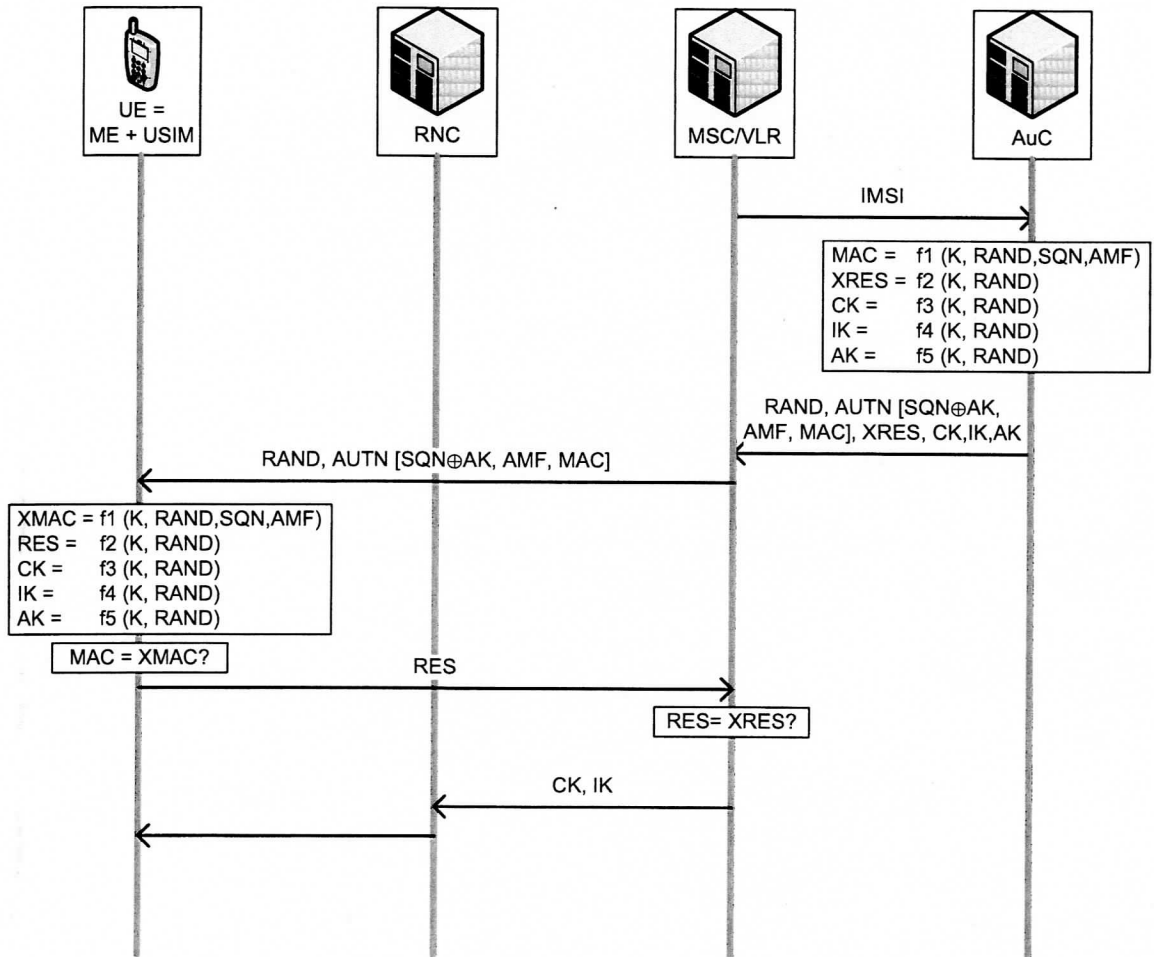 UE =
ME + USIM
RNC
MSC/VLR
AuC
IMSI
MAC = f1 (K, RAND,SQN,AMF)
XRES = f2 (K, RAND)
CK = f3 (K, RAND)
IK = f4 (K, RAND)
AK = f5 (K, RAND)
RAND, AUTN [SQN⊕AK,
AMF, MAC], XRES, CK,IK,AK
RAND, AUTN [SQN⊕AK, AMF, MAC]
XMAC = f1 (K, RAND,SQN,AMF)
RES = f2 (K, RAND)
CK = f3 (K, RAND)
IK = f4 (K, RAND)
AK = f5 (K, RAND)
MAC = XMAC?
RES
RES= XRES?
CK, IK